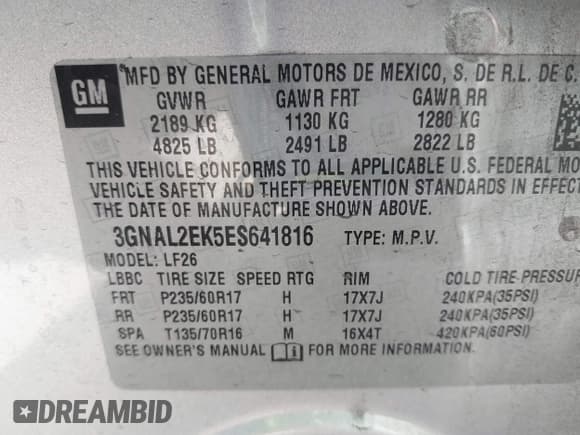 GM
MFD BY GENERAL MOTORS DE MEXICO, S. DE R.L. DE C.
GVWR GAWR FRT GAWR RR
2189 KG 1130 KG 1280 KG
4825 LB 2491 LB 2822 LB
THIS VEHICLE CONFORMS TO ALL APPLICABLE U.S. FEDERAL MO
VEHICLE SAFETY AND THEFT PREVENTION STANDARDS IN EFFECT
THE DATE OF MANUFACTURE SHOWN ABOVE.
3GNAL2EK5ES641816 TYPE: M.P.V.
MODEL: LF26
LBBC TIRE SIZE SPEED RTG RIM COLD TIRE PRESSUR
FRT P235/60R17 H 17X7J 240KPA(35PSI)
RR P235/60R17 H 17X7J 240KPA(35PSI)
SPA T135/70R16 M 16X4T 420KPA(60PSI)
SEE OWNER'S MANUAL FOR MORE INFORMATION.
DREAMBID